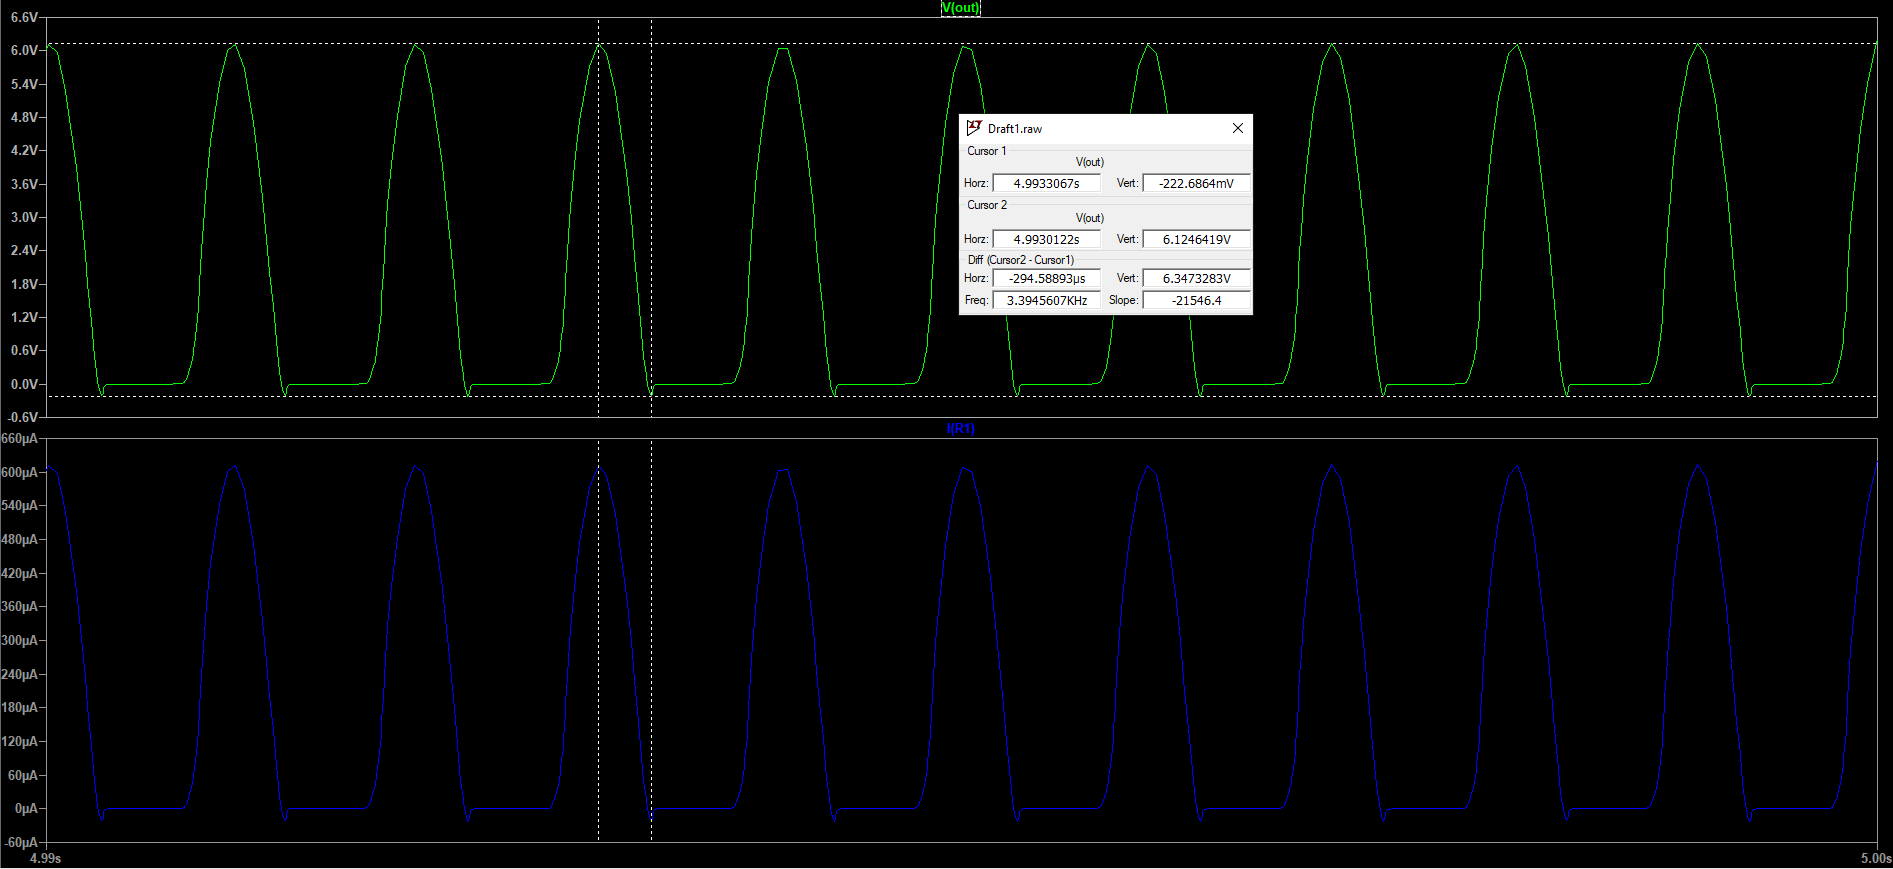 V(out)
6.6V
6.0V
5.4V
4.8V
4.2V
3.6V
3.0V
2.4V
1.8V
1.2V
0.6V
0.0V
-0.6V
Draft1.raw
Cursor 1
V(out)
Horz: 4.9933067s Vert: -222.6864mV
Cursor 2
V(out)
Horz: 4.9930122s Vert: 6.1246419V
Diff (Cursor2 - Cursor1)
Horz: -294.58893µs Vert: 6.3473283V
Freq: 3.3945607KHz Slope: -21546.4
I(R1)
660µA
600µA
540µA
480µA
420µA
360µA
300µA
240µA
180µA
120µA
60µA
0µA
-60µA
4.99s 5.00s